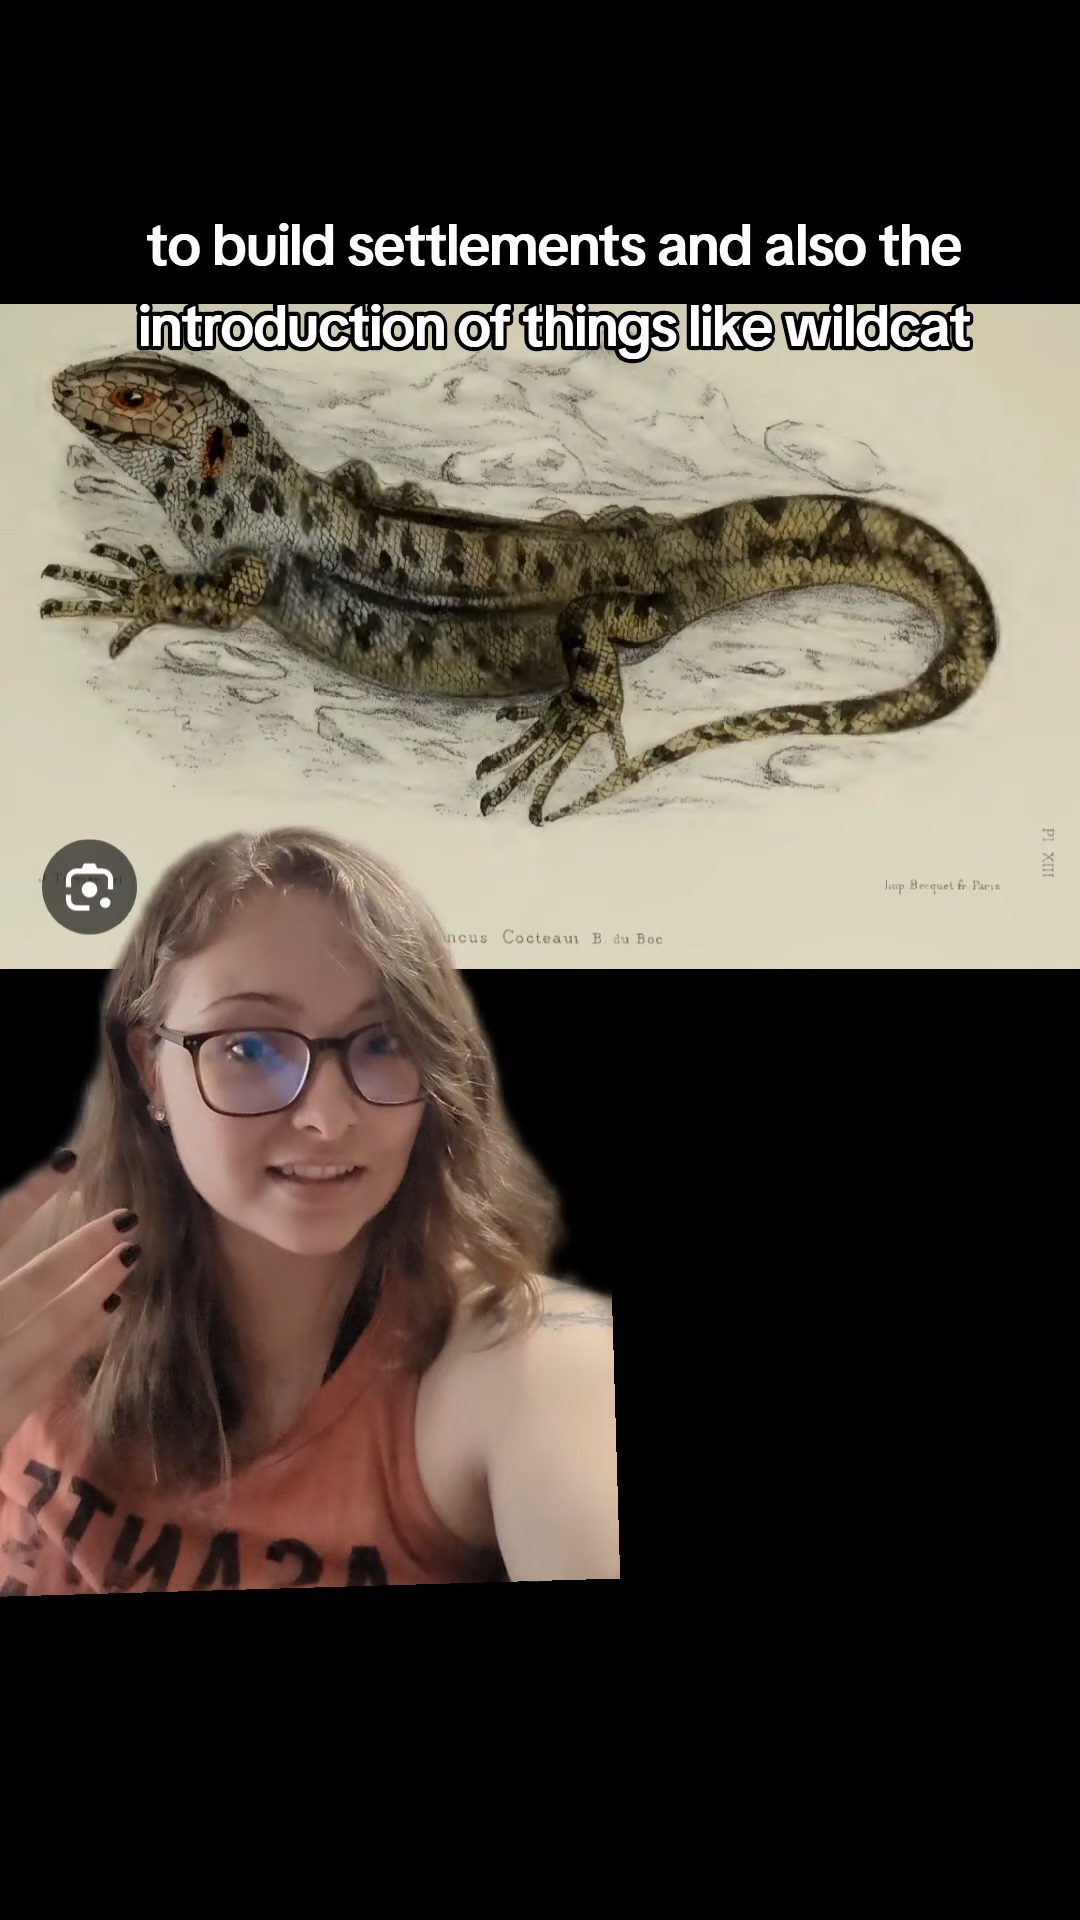 to build settlements and also the
introduction of things like wildcat
Pl XIII
Imp Becquet fr. Paris
ncus Cocteaui B. du Boc